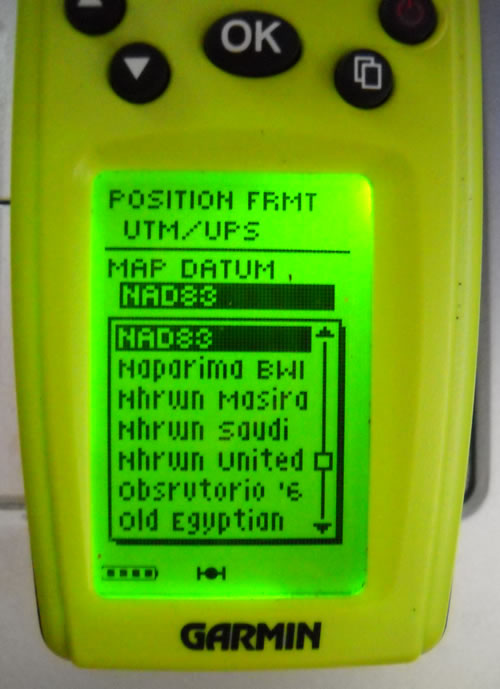 OK
POSITION FRMT
UTM/UPS
MAP DATUM
NAD83
NAD83
Naparima BWI
Nhrwn Masira
Nhrwn Saudi
Nhrwn United
Obsrvtorio '6
Old Egyptian
GARMIN